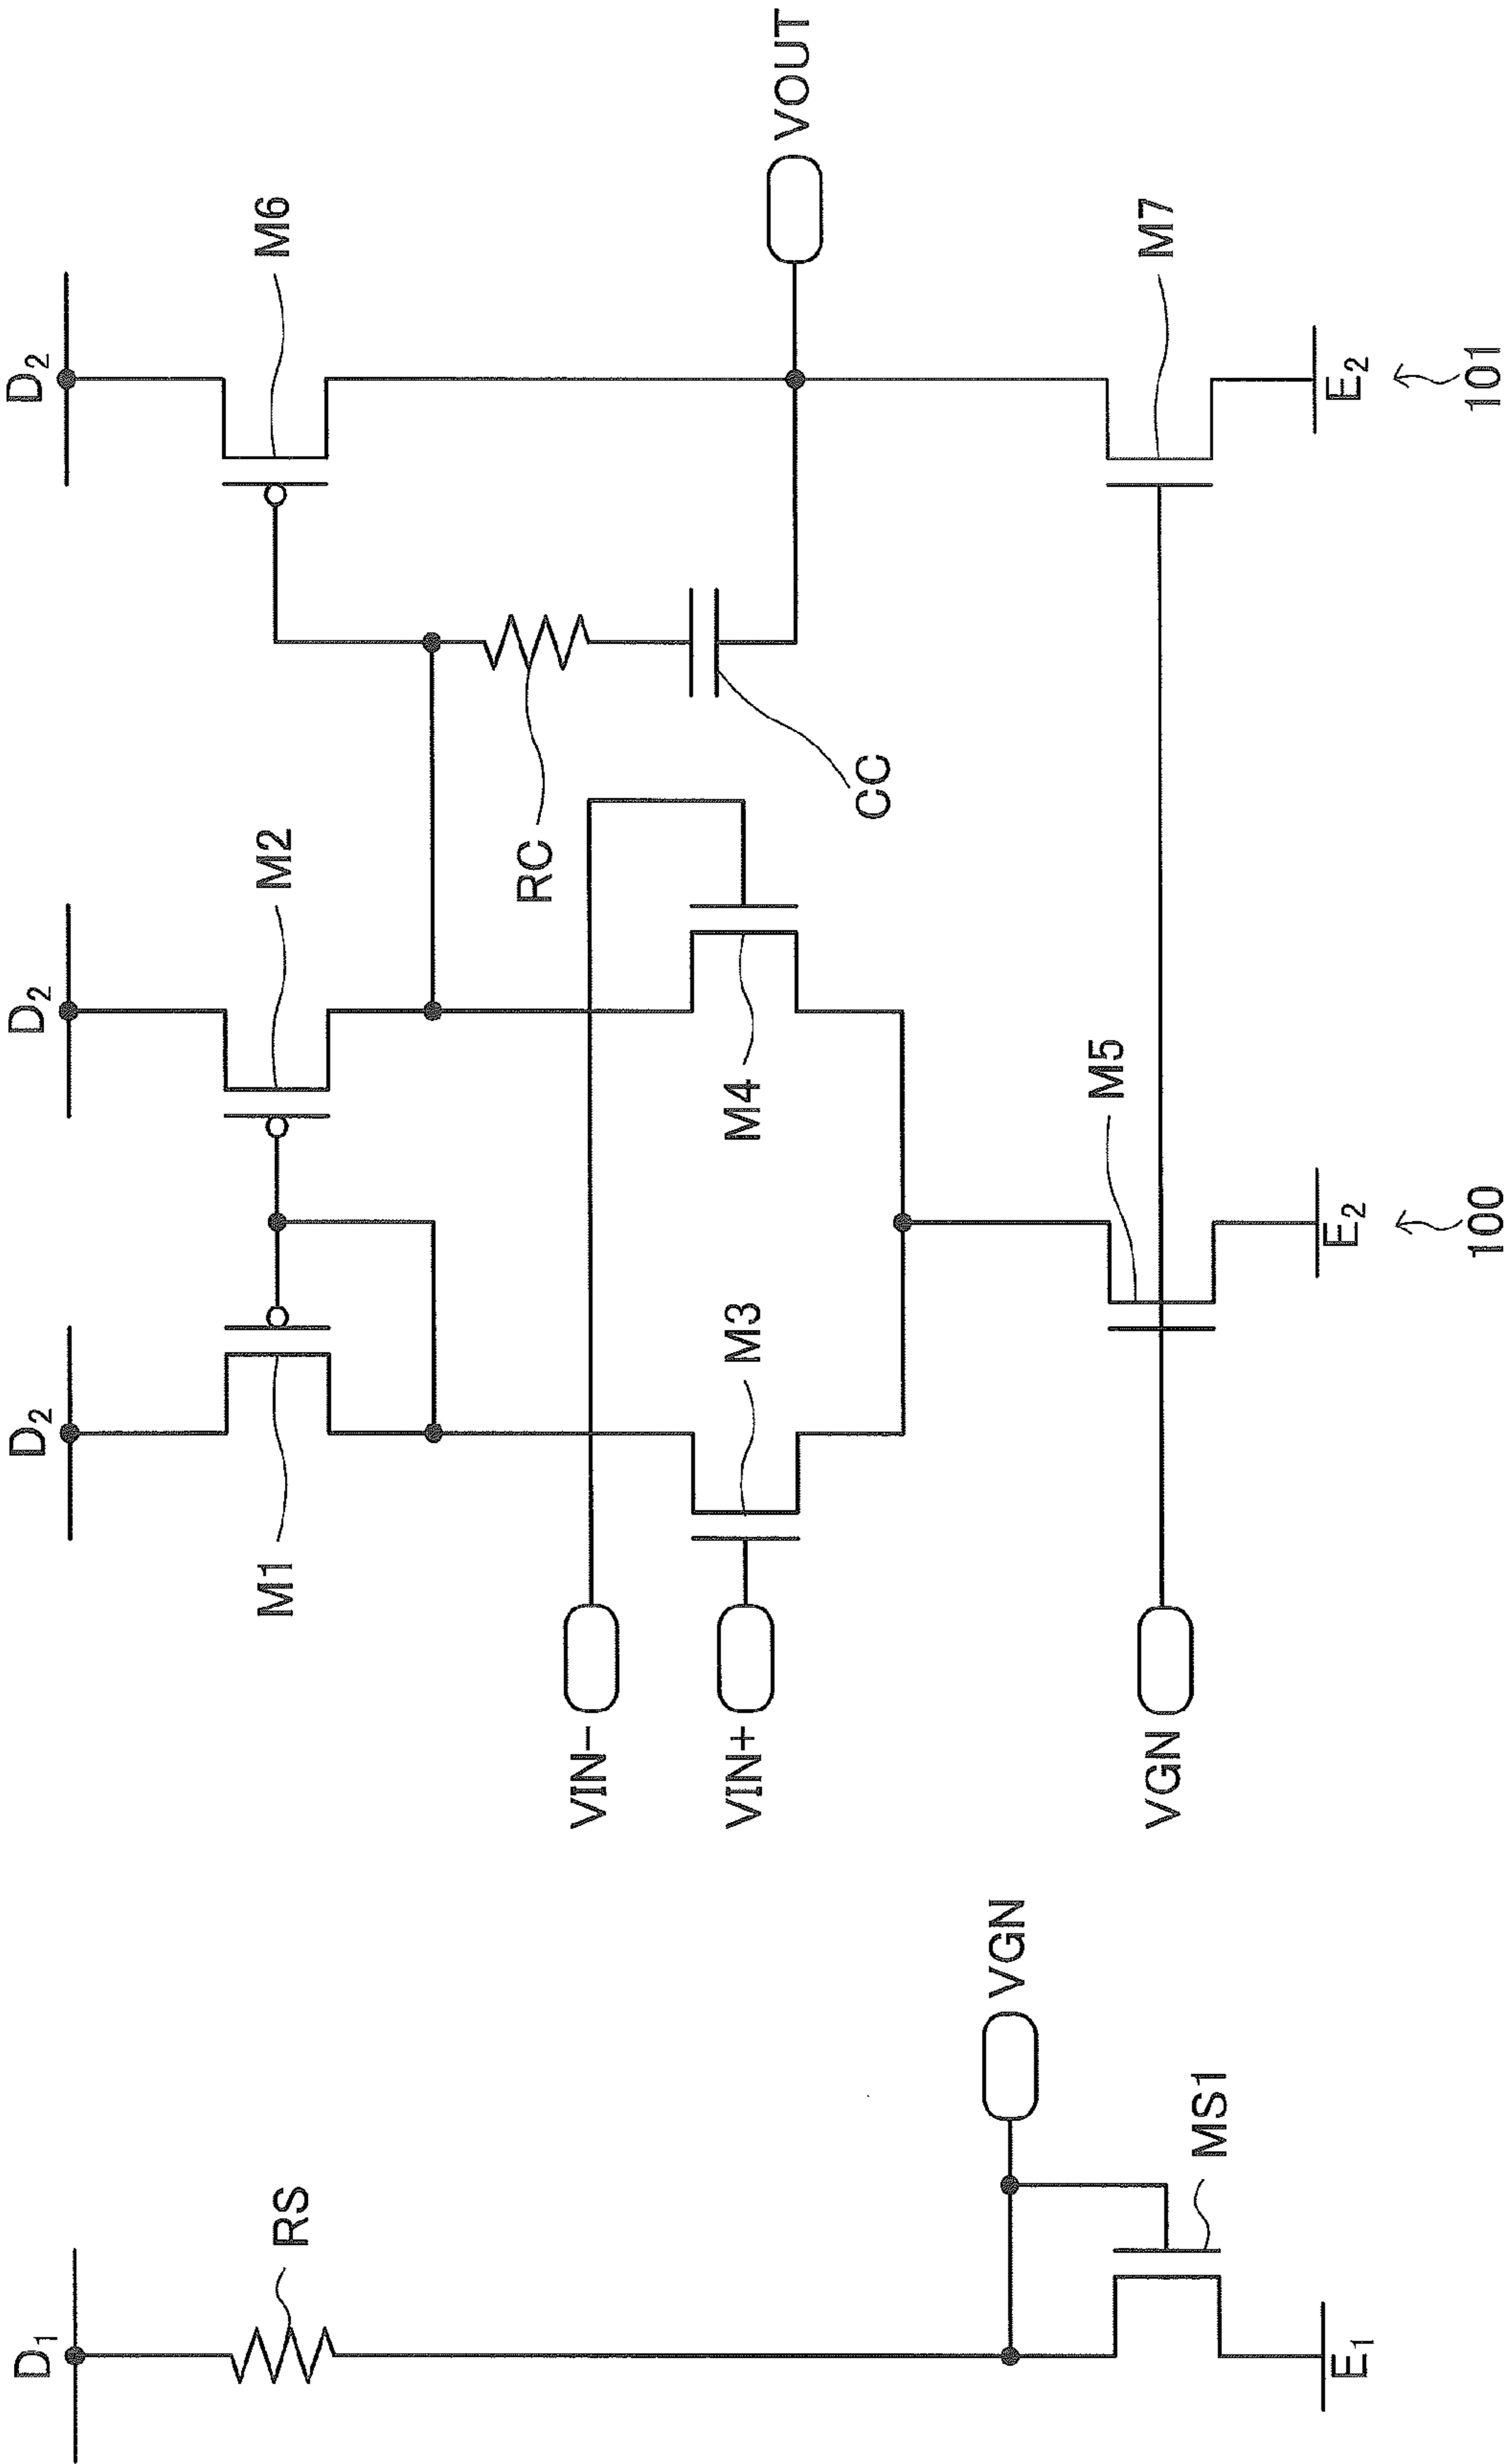 D1
RS
VGN
MS1
E1
D2
D2
D2
M1
M2
M6
VIN-
VIN+
VGN
M3
M4
RC
CC
VOUT
M5
M7
E2
E2
100
101